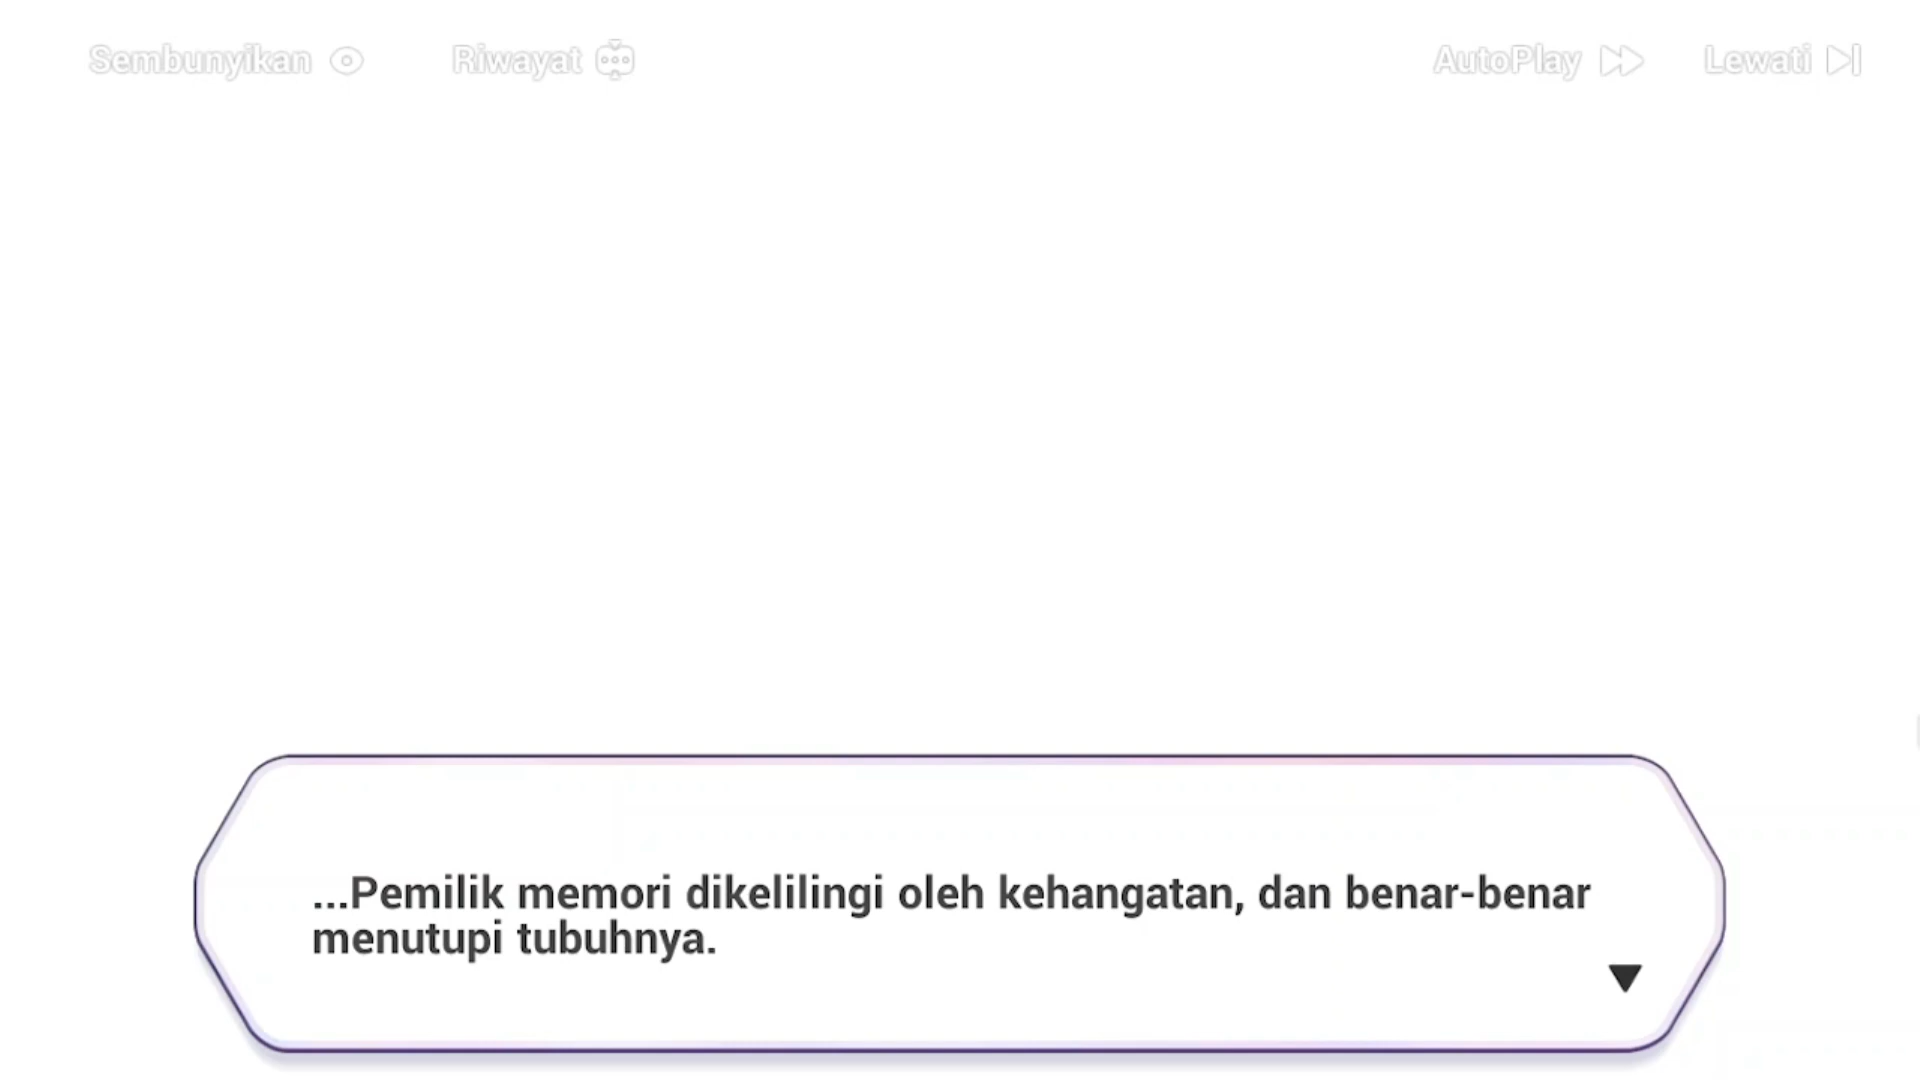 Sembunyikan
Riwayat
AutoPlay
Lewati
...Pemilik memori dikelilingi oleh kehangatan, dan benar-benar
menutupi tubuhnya.